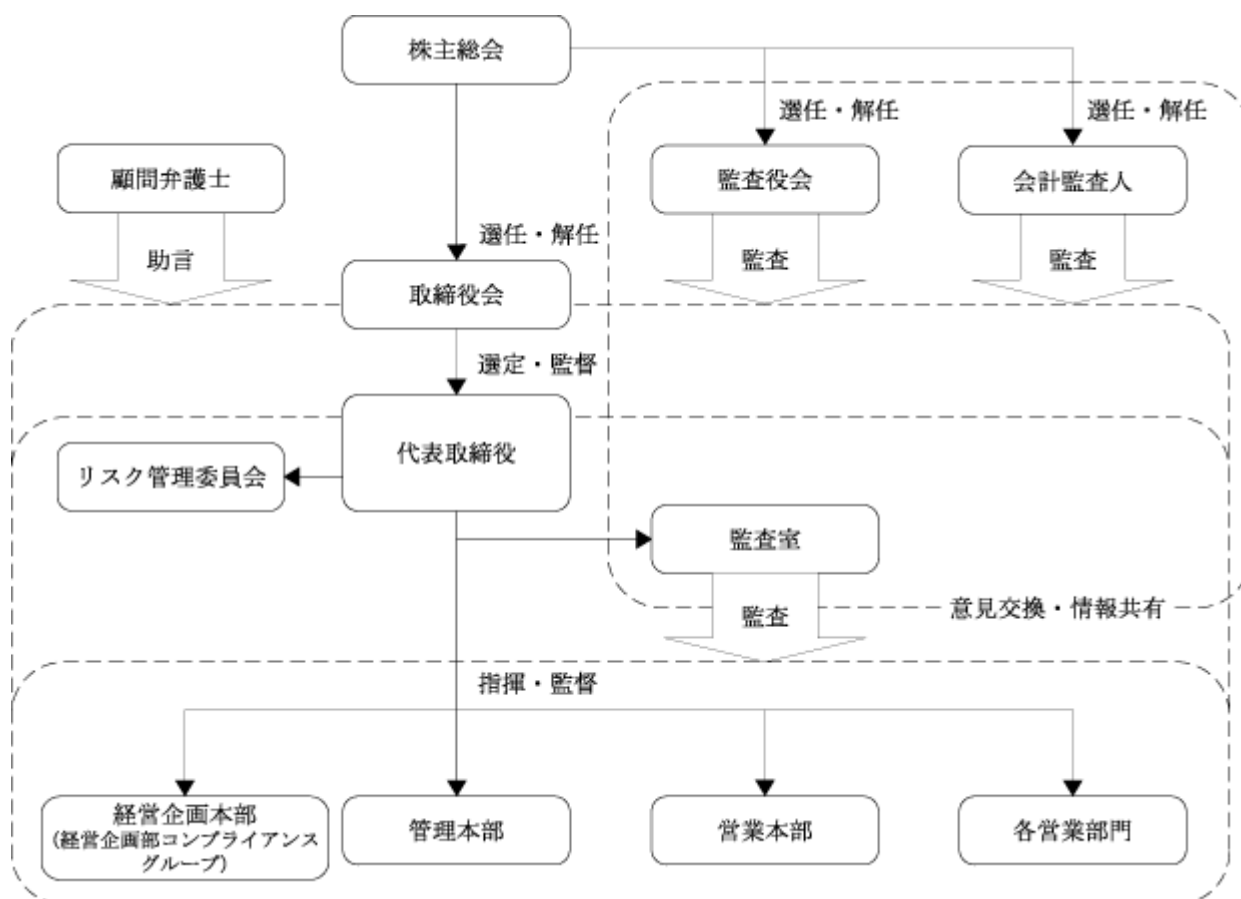 株主総会
選任・解任
選任・解任
顧問弁護士
監査役会
会計監査人
選任・解任
助言
監査
監査
取締役会
選定・監督
代表取締役
リスク管理委員会
監査室
監査
意見交換・情報共有
指揮・監督
経営企画本部
(経営企画部コンプライアンス
グループ)
管理本部
営業本部
各営業部門